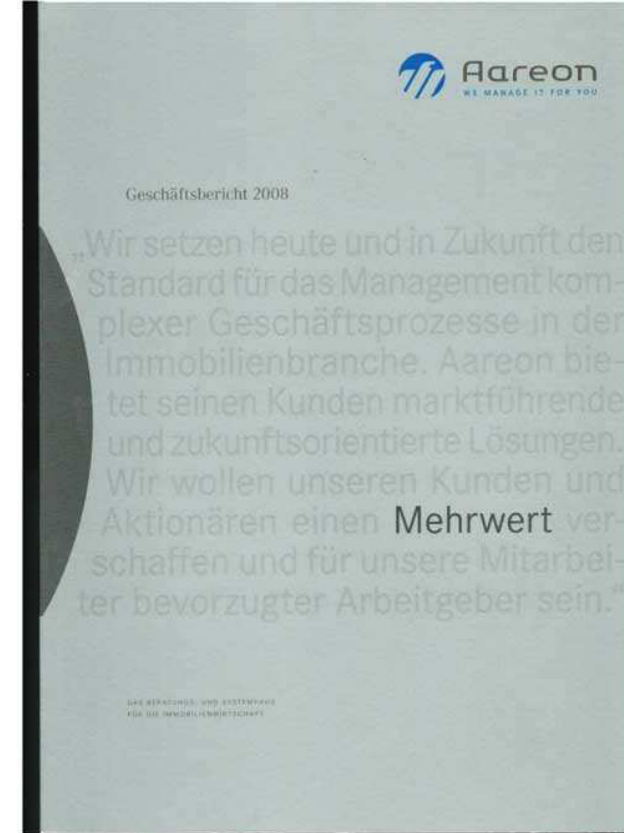 Aareon
WE MANAGE IT FOR YOU
Geschäftsbericht 2008
„Wir setzen heute und in Zukunft den
Standard für das Management kom-
plexer Geschäftsprozesse in der
Immobilienbranche. Aareon bie-
tet seinen Kunden marktführende
und zukunftsorientierte Lösungen.
Wir wollen unseren Kunden und
Aktionären einen Mehrwert ver-
schaffen und für unsere Mitarbei-
ter bevorzugter Arbeitgeber sein.“
DAS BERATUNGS- UND SYSTEMHAUS
FÜR DIE IMMOBILIENWIRTSCHAFT